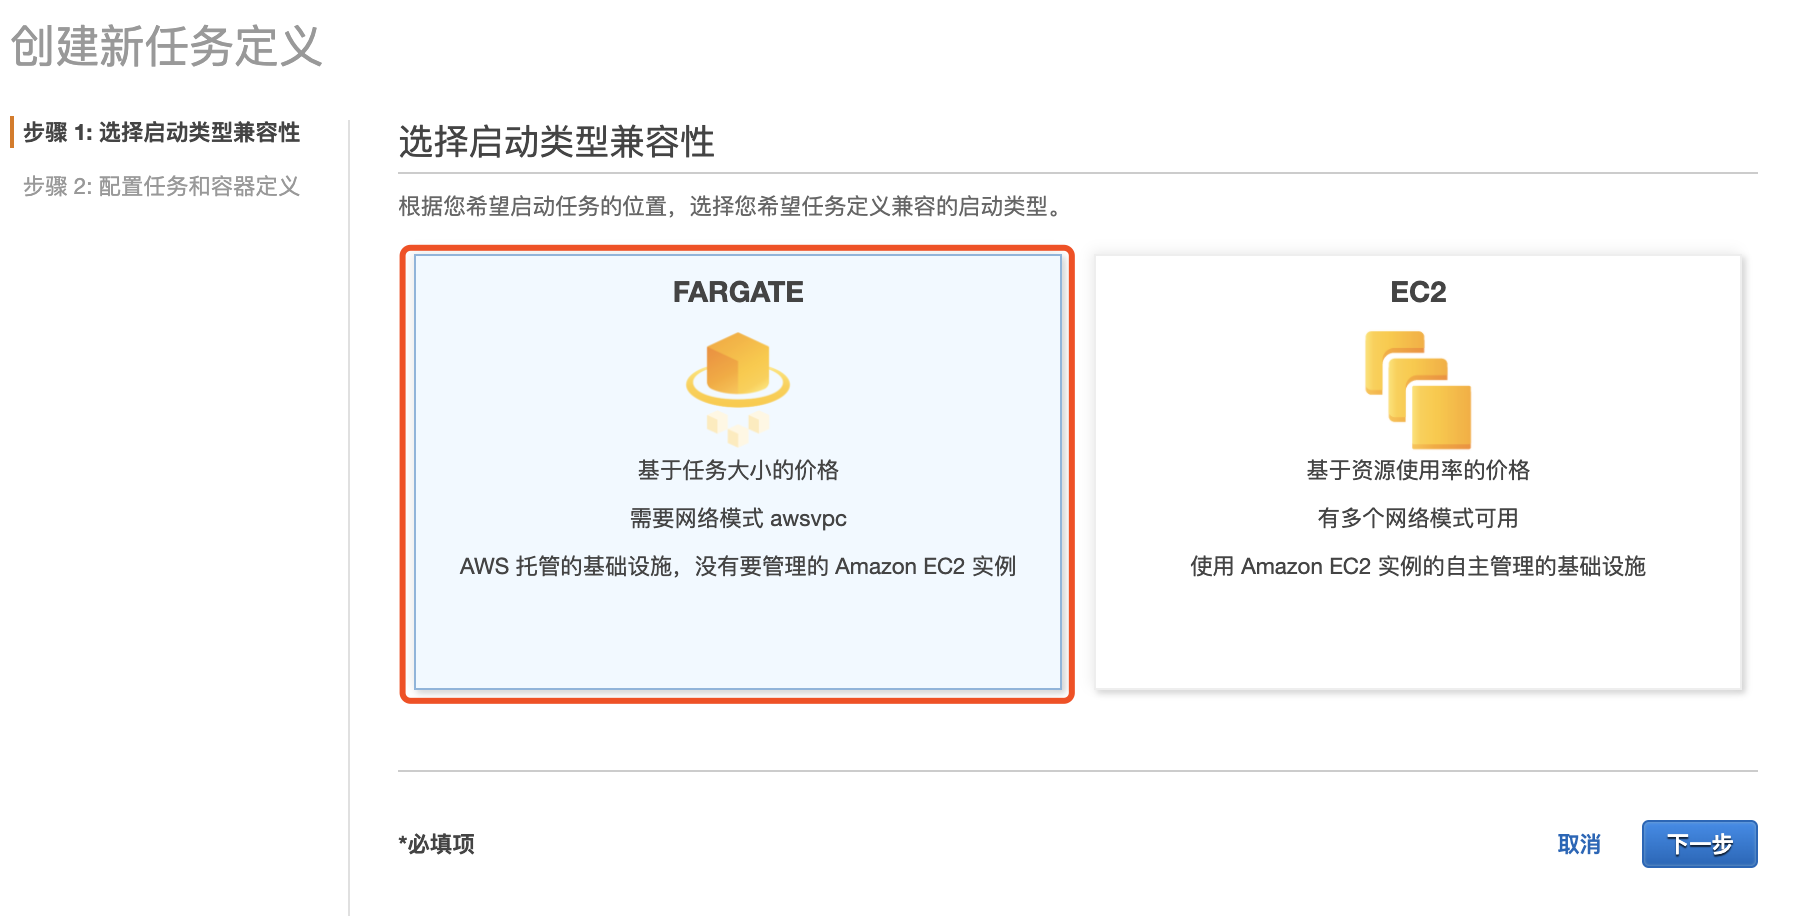 创建新任务定义
步骤 1: 选择启动类型兼容性
步骤 2: 配置任务和容器定义
选择启动类型兼容性
根据您希望启动任务的位置，选择您希望任务定义兼容的启动类型。
FARGATE
基于任务大小的价格
需要网络模式 awsvpc
AWS 托管的基础设施，没有要管理的 Amazon EC2 实例
EC2
基于资源使用率的价格
有多个网络模式可用
使用 Amazon EC2 实例的自主管理的基础设施
*必填项
取消
下一步